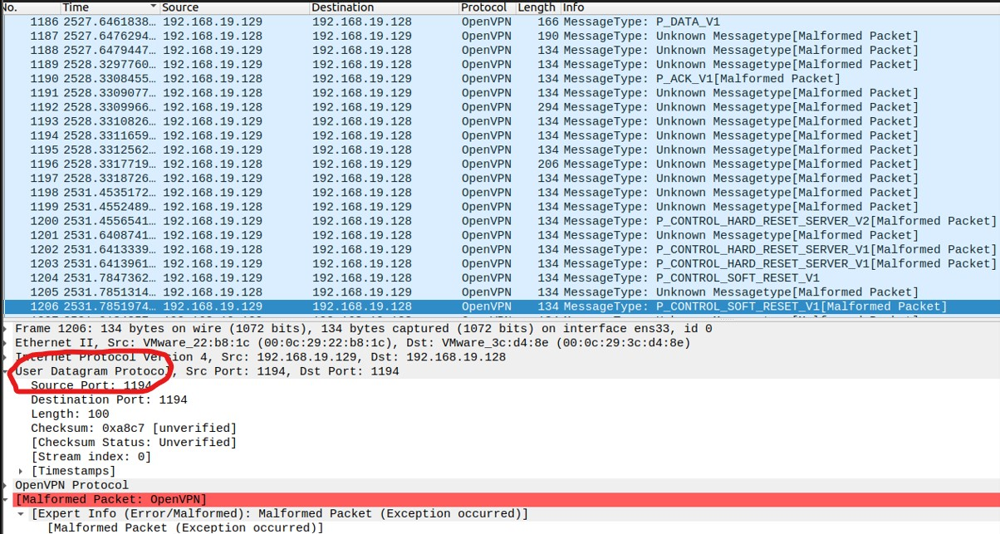 No. Time Source Destination Protocol Length Info
1186 2527.6461838… 192.168.19.129 192.168.19.128 OpenVPN 166 MessageType: P_DATA_V1
1187 2527.6476294… 192.168.19.128 192.168.19.129 OpenVPN 190 MessageType: Unknown Messagetype[Malformed Packet]
1188 2527.6479447… 192.168.19.129 192.168.19.128 OpenVPN 134 MessageType: Unknown Messagetype[Malformed Packet]
1189 2528.3297760… 192.168.19.129 192.168.19.128 OpenVPN 134 MessageType: Unknown Messagetype[Malformed Packet]
1190 2528.3308455… 192.168.19.128 192.168.19.129 OpenVPN 134 MessageType: P_ACK_V1[Malformed Packet]
1191 2528.3309077… 192.168.19.129 192.168.19.128 OpenVPN 134 MessageType: Unknown Messagetype[Malformed Packet]
1192 2528.3309966… 192.168.19.128 192.168.19.129 OpenVPN 294 MessageType: Unknown Messagetype[Malformed Packet]
1193 2528.3310826… 192.168.19.129 192.168.19.128 OpenVPN 134 MessageType: Unknown Messagetype[Malformed Packet]
1194 2528.3311659… 192.168.19.129 192.168.19.128 OpenVPN 134 MessageType: Unknown Messagetype[Malformed Packet]
1195 2528.3312562… 192.168.19.128 192.168.19.129 OpenVPN 134 MessageType: Unknown Messagetype[Malformed Packet]
1196 2528.3317719… 192.168.19.128 192.168.19.129 OpenVPN 206 MessageType: Unknown Messagetype[Malformed Packet]
1197 2528.3318726… 192.168.19.129 192.168.19.128 OpenVPN 134 MessageType: Unknown Messagetype[Malformed Packet]
1198 2531.4535172… 192.168.19.129 192.168.19.128 OpenVPN 134 MessageType: Unknown Messagetype[Malformed Packet]
1199 2531.4552489… 192.168.19.128 192.168.19.129 OpenVPN 134 MessageType: Unknown Messagetype[Malformed Packet]
1200 2531.4556541… 192.168.19.129 192.168.19.128 OpenVPN 134 MessageType: P_CONTROL_HARD_RESET_SERVER_V2[Malformed Packet]
1201 2531.6408741… 192.168.19.129 192.168.19.128 OpenVPN 134 MessageType: Unknown Messagetype[Malformed Packet]
1202 2531.6413339… 192.168.19.128 192.168.19.129 OpenVPN 134 MessageType: P_CONTROL_HARD_RESET_SERVER_V1[Malformed Packet]
1203 2531.6413961… 192.168.19.129 192.168.19.128 OpenVPN 134 MessageType: P_CONTROL_HARD_RESET_SERVER_V1[Malformed Packet]
1204 2531.7847362… 192.168.19.129 192.168.19.128 OpenVPN 134 MessageType: P_CONTROL_SOFT_RESET_V1
1205 2531.7851314… 192.168.19.128 192.168.19.129 OpenVPN 134 MessageType: Unknown Messagetype[Malformed Packet]
1206 2531.7851974… 192.168.19.129 192.168.19.128 OpenVPN 134 MessageType: P_CONTROL_SOFT_RESET_V1[Malformed Packet]
Frame 1206: 134 bytes on wire (1072 bits), 134 bytes captured (1072 bits) on interface ens33, id 0
Ethernet II, Src: VMware_22:b8:1c (00:0c:29:22:b8:1c), Dst: VMware_3c:d4:8e (00:0c:29:3c:d4:8e)
Internet Protocol Version 4, Src: 192.168.19.129, Dst: 192.168.19.128
User Datagram Protocol, Src Port: 1194, Dst Port: 1194
Source Port: 1194
Destination Port: 1194
Length: 100
Checksum: 0xa8c7 [unverified]
[Checksum Status: Unverified]
[Stream index: 0]
[Timestamps]
OpenVPN Protocol
[Malformed Packet: OpenVPN]
[Expert Info (Error/Malformed): Malformed Packet (Exception occurred)]
[Malformed Packet (Exception occurred)]